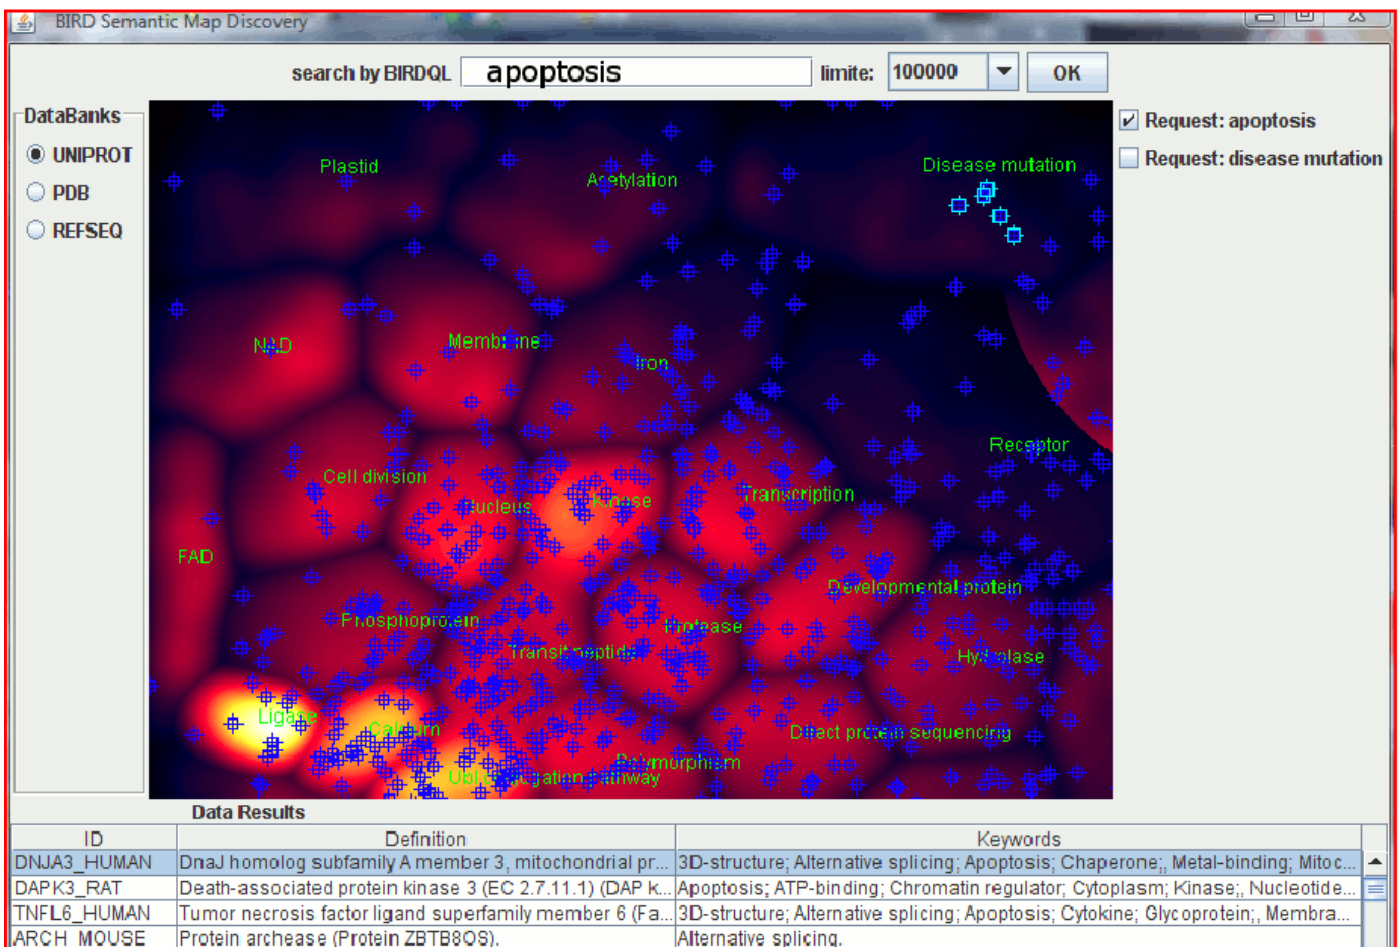 BIRD Semantic Map Discovery
search by BIRDQL apoptosis limite: 100000 OK
DataBanks
UNIPROT
PDB
REFSEQ
Request: apoptosis
Request: disease mutation
Plastid
Acetylation
Disease mutation
NAD
Membrane
Iron
Receptor
Cell division
Nucleus
Kinase
Transcription
FAD
Developmental protein
Phosphoprotein
Protease
Transit peptide
Hydrolase
Ligase
Calcium
Direct protein sequencing
Polymorphism
Ubl conjugation pathway
Data Results
ID Definition Keywords
DNJA3_HUMAN DnaJ homolog subfamily A member 3, mitochondrial pr... 3D-structure; Alternative splicing; Apoptosis; Chaperone;, Metal-binding; Mitoc...
DAPK3_RAT Death-associated protein kinase 3 (EC 2.7.11.1) (DAP k... Apoptosis; ATP-binding; Chromatin regulator; Cytoplasm; Kinase;, Nucleotide...
TNFL6_HUMAN Tumor necrosis factor ligand superfamily member 6 (Fa... 3D-structure; Alternative splicing; Apoptosis; Cytokine; Glycoprotein;, Membra...
ARCH_MOUSE Protein archease (Protein ZBTB8OS). Alternative splicing.